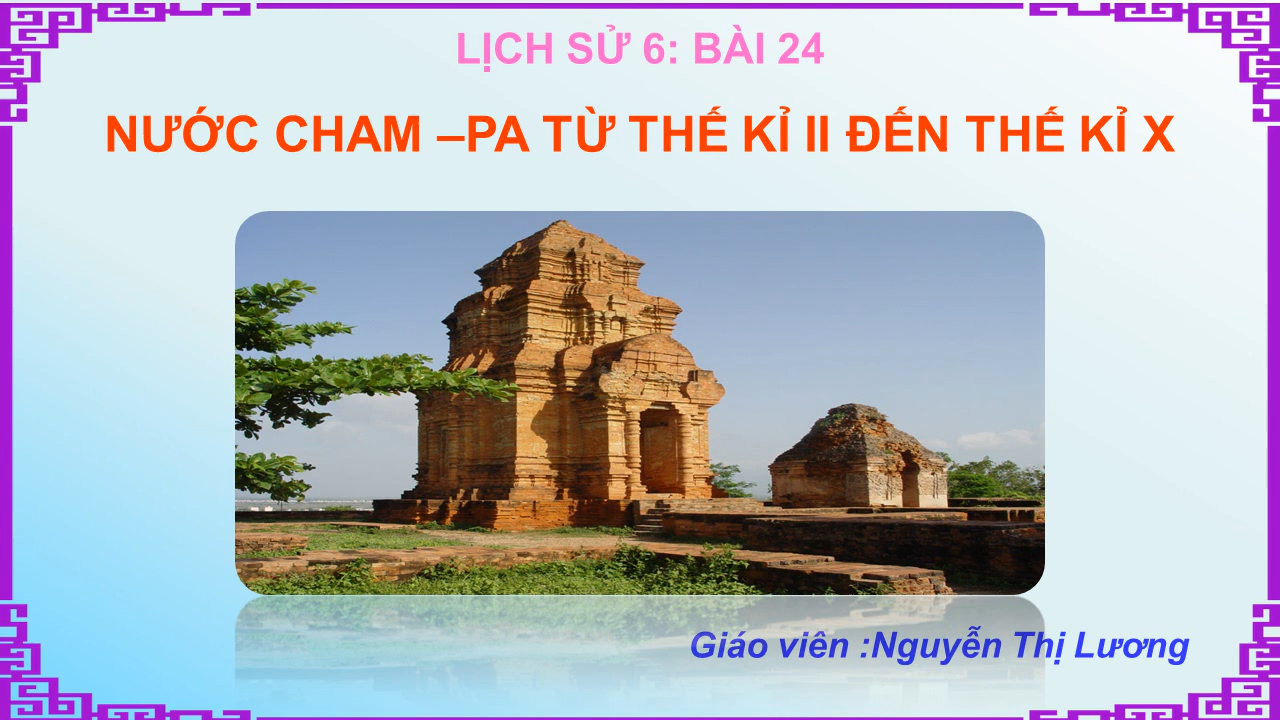 LỊCH SỬ 6: BÀI 24
NƯỚC CHAM –PA TỪ THẾ KỈ II ĐẾN THẾ KỈ X
Giáo viên :Nguyễn Thị Lương